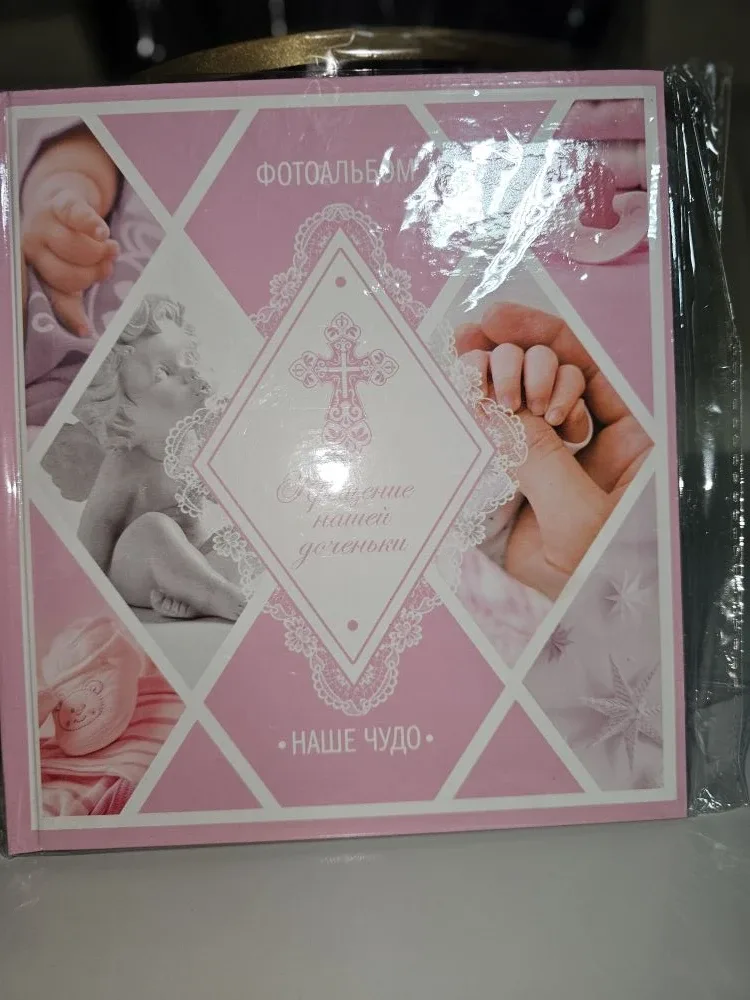 ФОТОАЛЬБОМ
Крещение
нашей
доченьки
• НАШЕ ЧУДО •